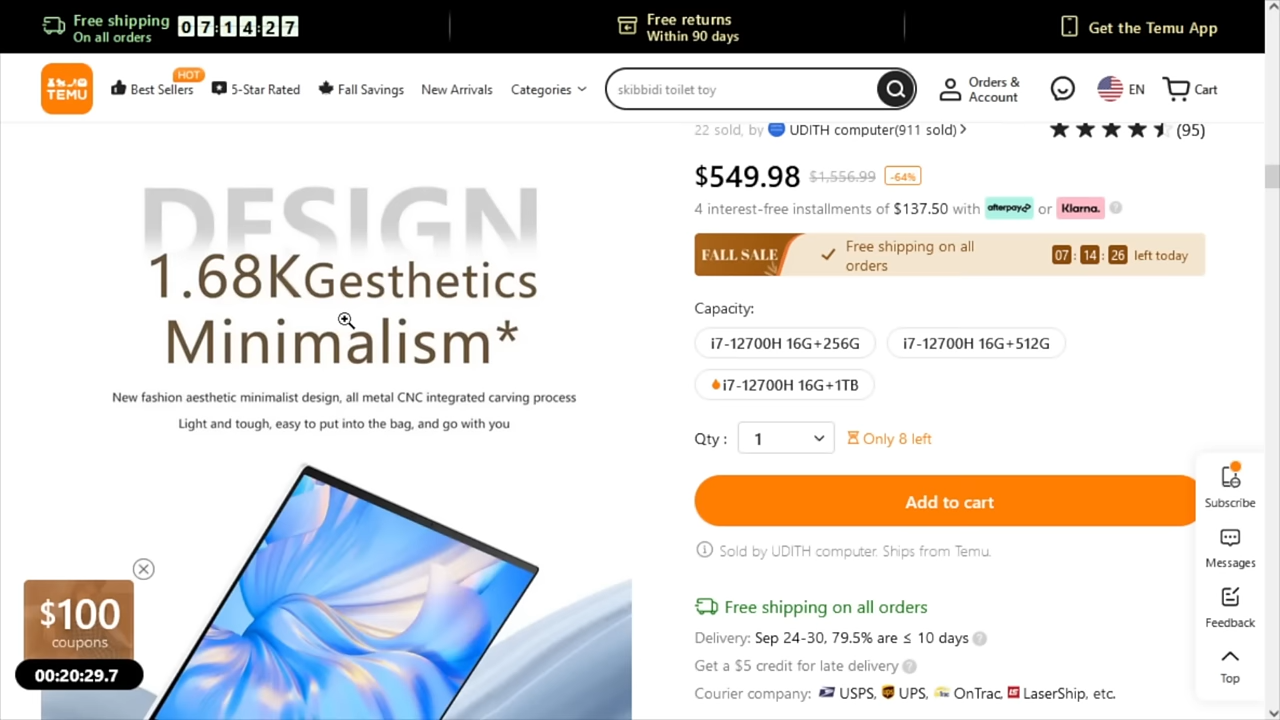 Free shipping
On all orders
07:14:27
Free returns
Within 90 days
Get the Temu App
TEMU
Best Sellers
HOT
5-Star Rated
Fall Savings
New Arrivals
Categories
skibbidi toilet toy
Orders &
Account
EN
Cart
22 sold, by UDITH computer(911 sold)
(95)
DESIGN
1.68KGesthetics
Minimalism*
New fashion aesthetic minimalist design, all metal CNC integrated carving process
Light and tough, easy to put into the bag, and go with you
$549.98 $1,556.99 -64%
4 interest-free installments of $137.50 with afterpay or Klarna. ?
FALL SALE
Free shipping on all
orders
07 : 14 : 26 left today
Capacity:
i7-12700H 16G+256G
i7-12700H 16G+512G
i7-12700H 16G+1TB
Qty : 1
Only 8 left
Add to cart
Sold by UDITH computer. Ships from Temu.
Free shipping on all orders
Delivery: Sep 24-30, 79.5% are ≤ 10 days ?
Get a $5 credit for late delivery ?
Courier company: USPS, UPS, OnTrac, LaserShip, etc.
$100
coupons
00:20:29.7
Subscribe
Messages
Feedback
Top